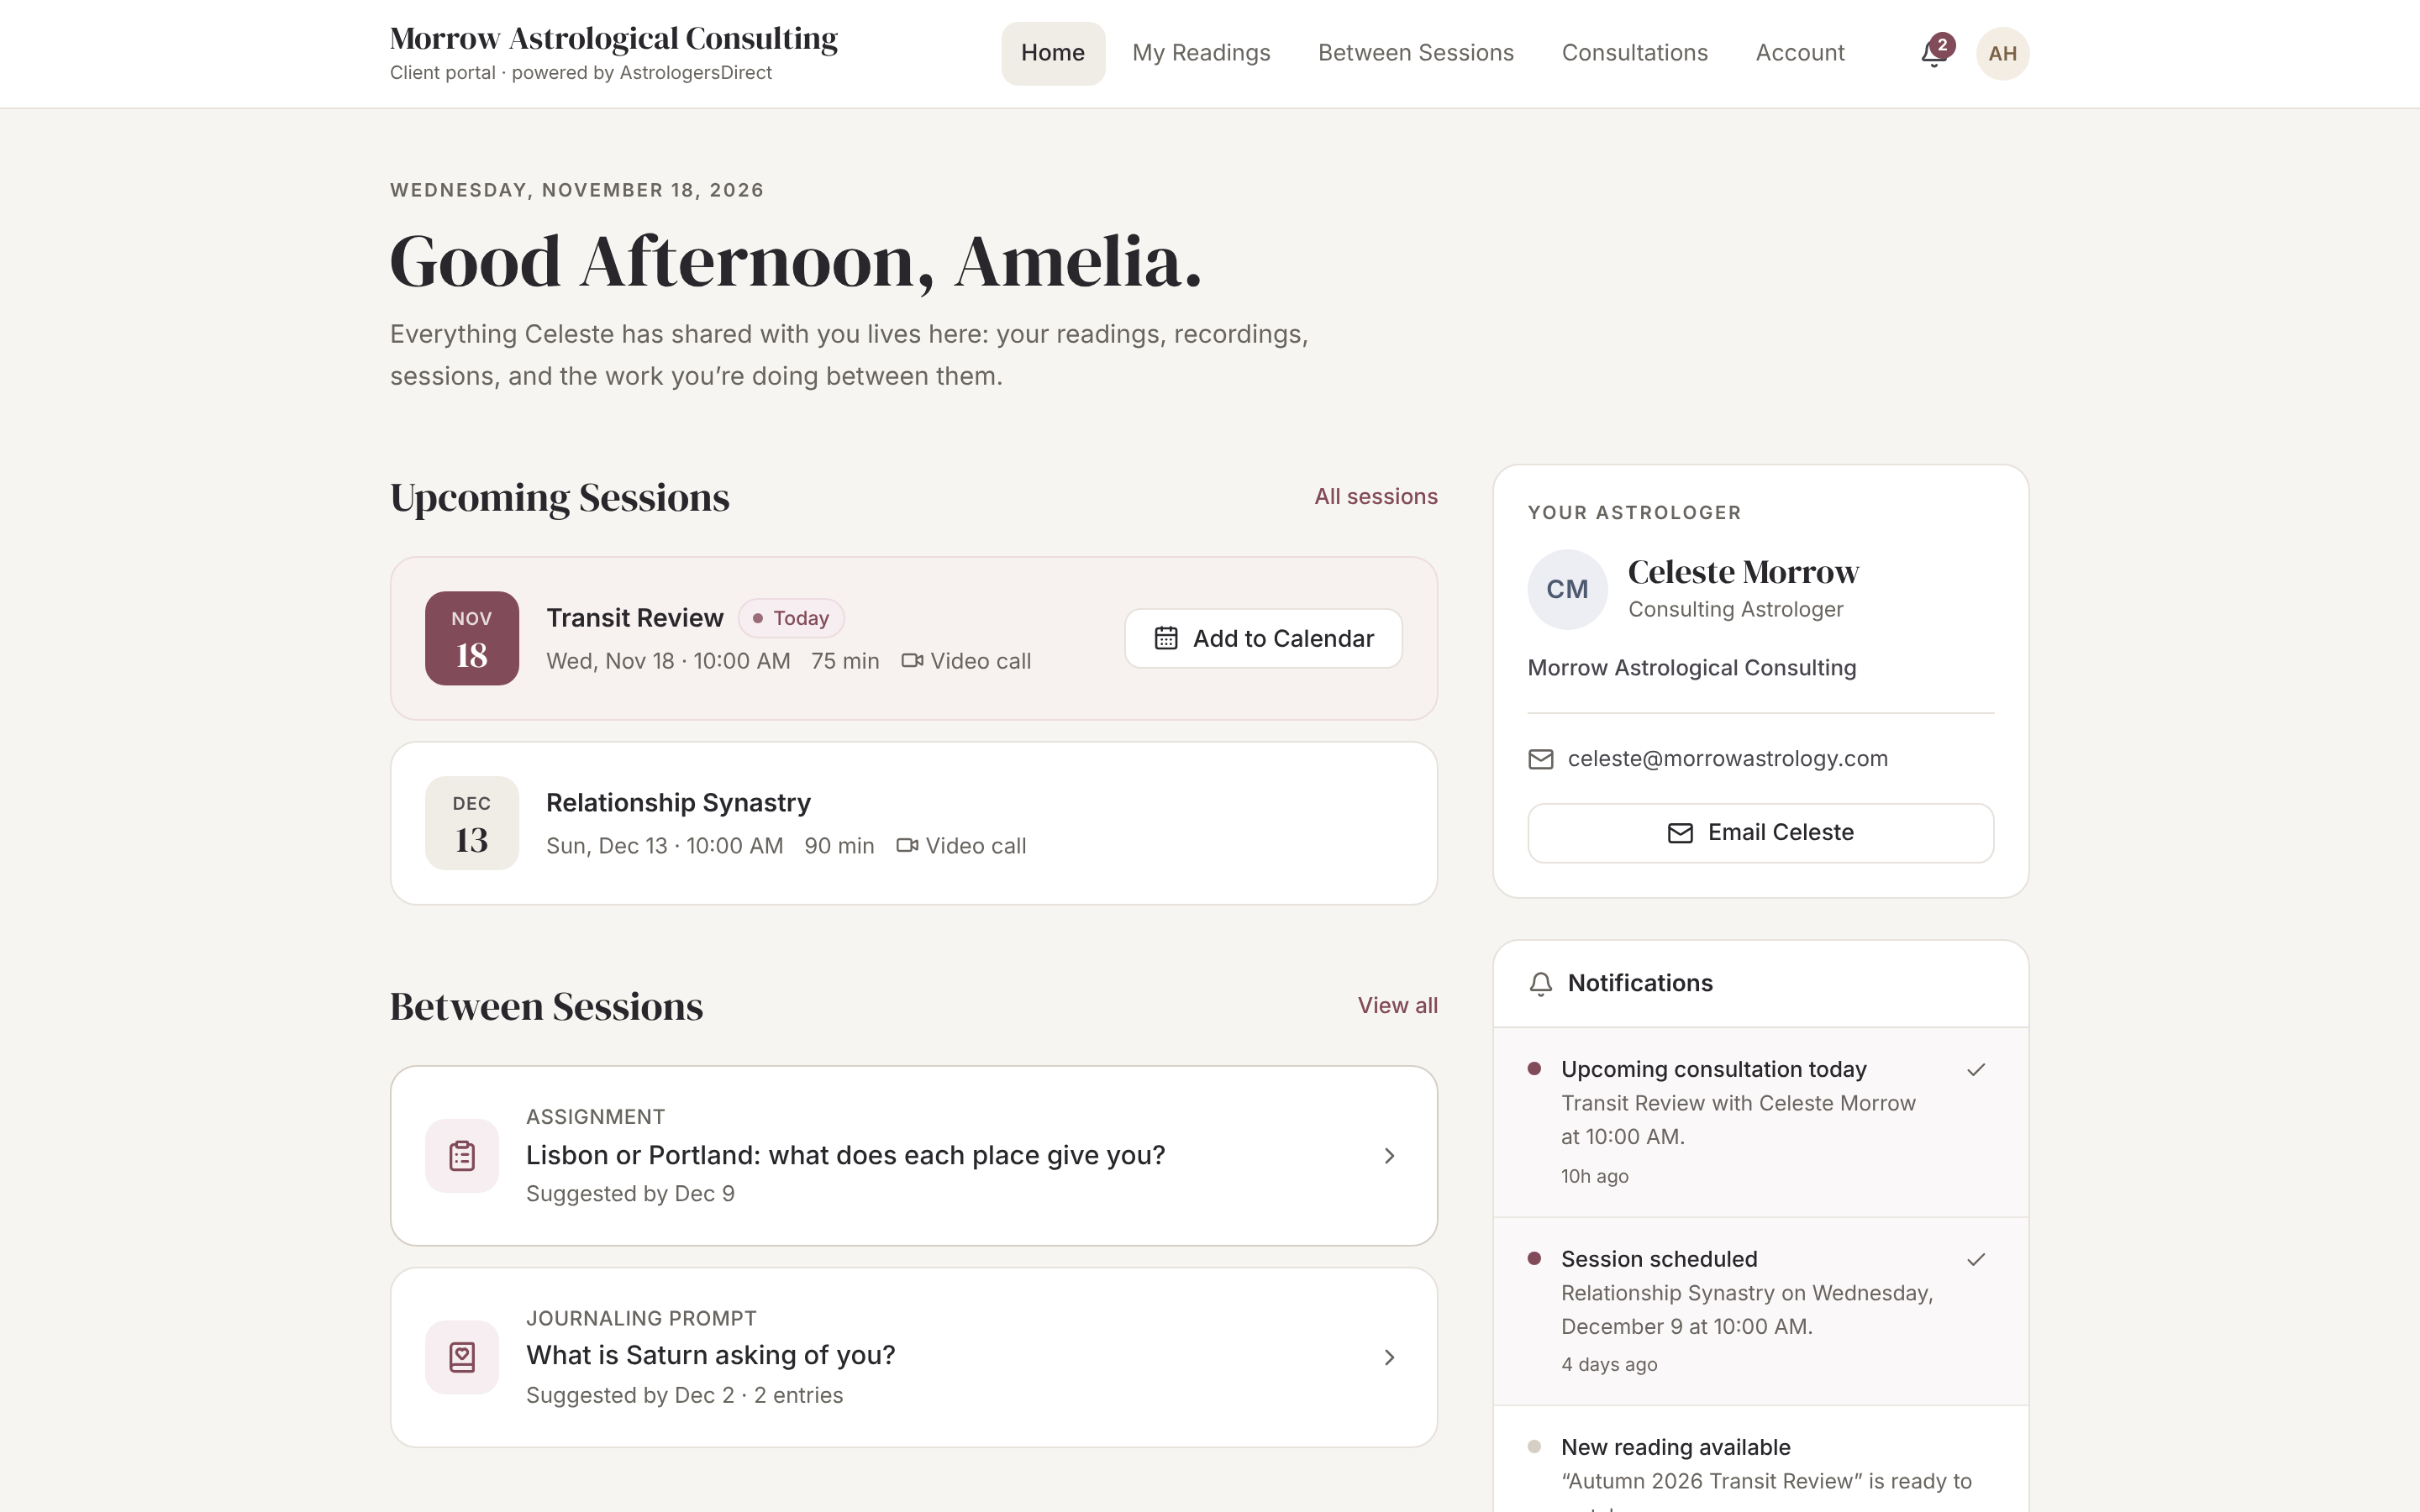 Morrow Astrological Consulting
Client portal · powered by AstrologersDirect
Home
My Readings
Between Sessions
Consultations
Account
2
AH
WEDNESDAY, NOVEMBER 18, 2026
Good Afternoon, Amelia.
Everything Celeste has shared with you lives here: your readings, recordings,
sessions, and the work you’re doing between them.
Upcoming Sessions
All sessions
NOV
18
Transit Review
Today
Wed, Nov 18 · 10:00 AM 75 min Video call
Add to Calendar
DEC
13
Relationship Synastry
Sun, Dec 13 · 10:00 AM 90 min Video call
Between Sessions
View all
ASSIGNMENT
Lisbon or Portland: what does each place give you?
Suggested by Dec 9
JOURNALING PROMPT
What is Saturn asking of you?
Suggested by Dec 2 · 2 entries
YOUR ASTROLOGER
CM
Celeste Morrow
Consulting Astrologer
Morrow Astrological Consulting
celeste@morrowastrology.com
Email Celeste
Notifications
Upcoming consultation today
Transit Review with Celeste Morrow
at 10:00 AM.
10h ago
Session scheduled
Relationship Synastry on Wednesday,
December 9 at 10:00 AM.
4 days ago
New reading available
“Autumn 2026 Transit Review” is ready to